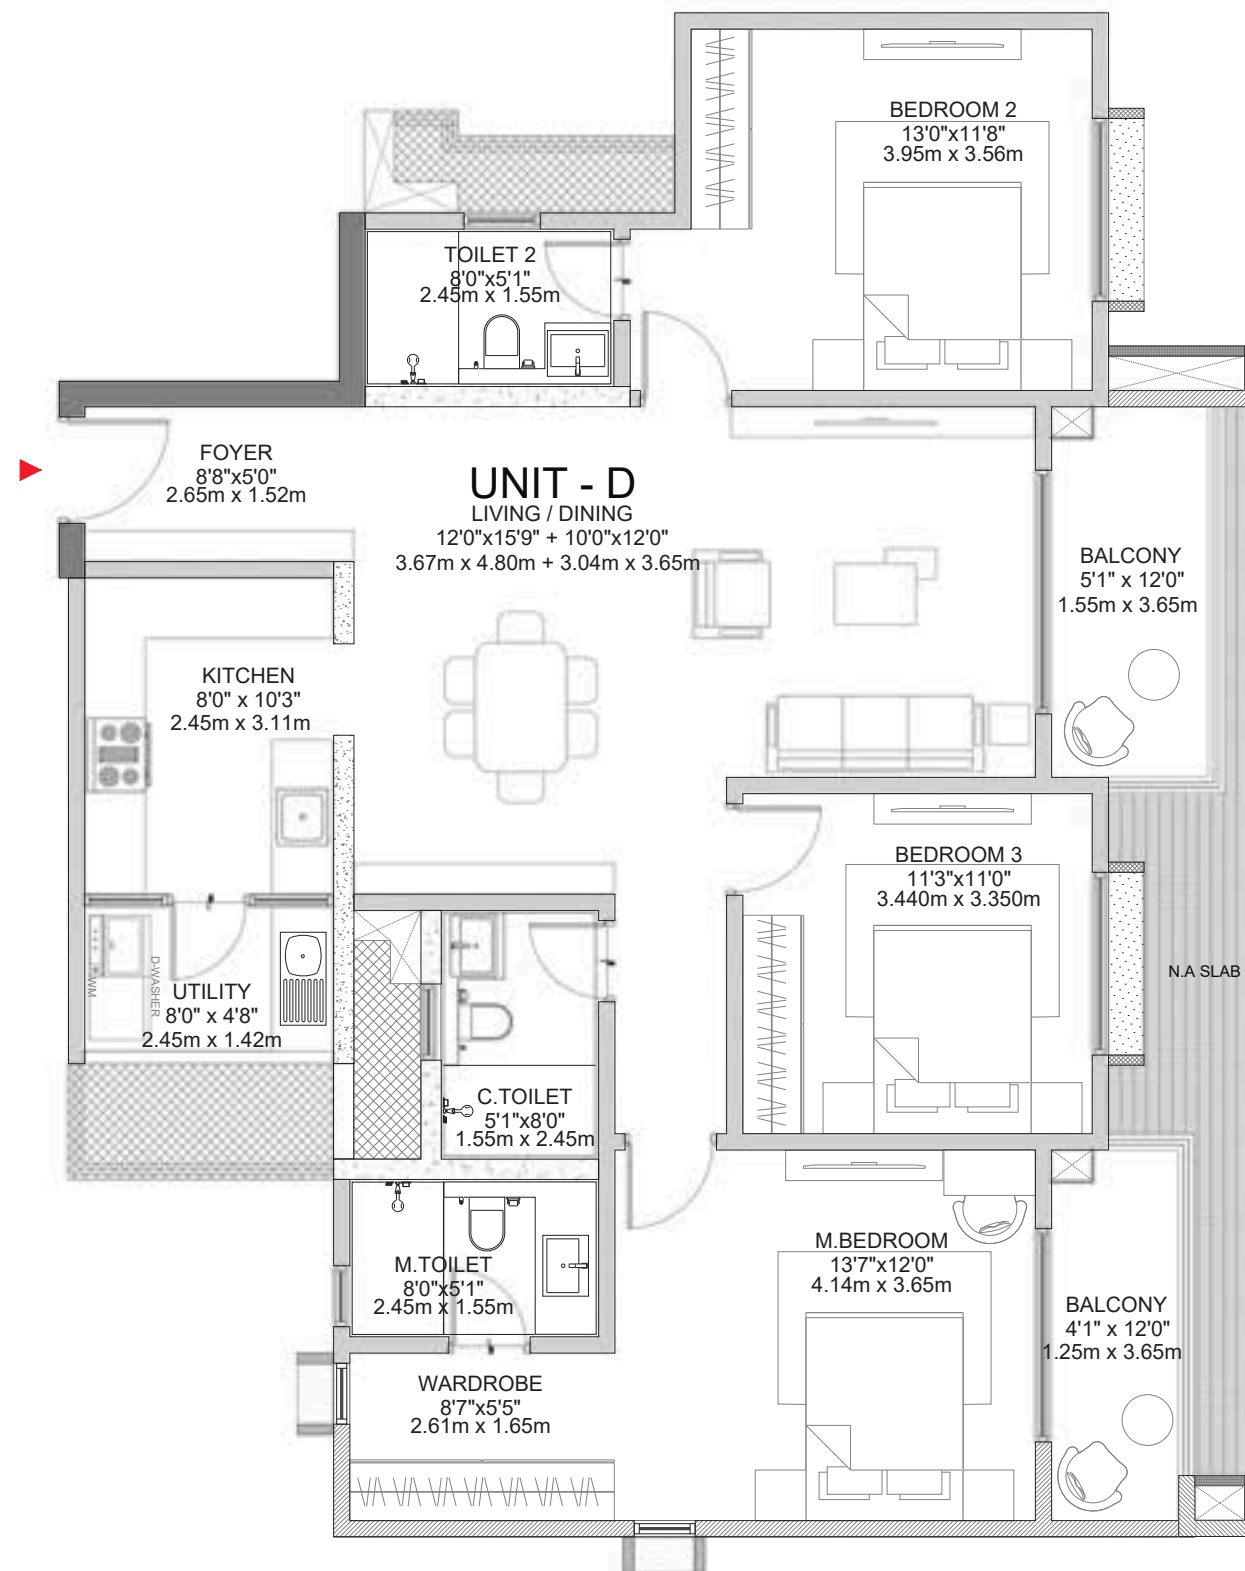 BEDROOM 2
13'0"x11'8"
3.95m x 3.56m
TOILET 2
8'0"x5'1"
2.45m x 1.55m
FOYER
8'8"x5'0"
2.65m x 1.52m
UNIT - D
LIVING / DINING
12'0"x15'9" + 10'0"x12'0"
3.67m x 4.80m + 3.04m x 3.65m
BALCONY
5'1" x 12'0"
1.55m x 3.65m
KITCHEN
8'0" x 10'3"
2.45m x 3.11m
BEDROOM 3
11'3"x11'0"
3.440m x 3.350m
N.A SLAB
WM
D-WASHER
UTILITY
8'0" x 4'8"
2.45m x 1.42m
C.TOILET
5'1"x8'0"
1.55m x 2.45m
M.TOILET
8'0"x5'1"
2.45m x 1.55m
M.BEDROOM
13'7"x12'0"
4.14m x 3.65m
BALCONY
4'1" x 12'0"
1.25m x 3.65m
WARDROBE
8'7"x5'5"
2.61m x 1.65m